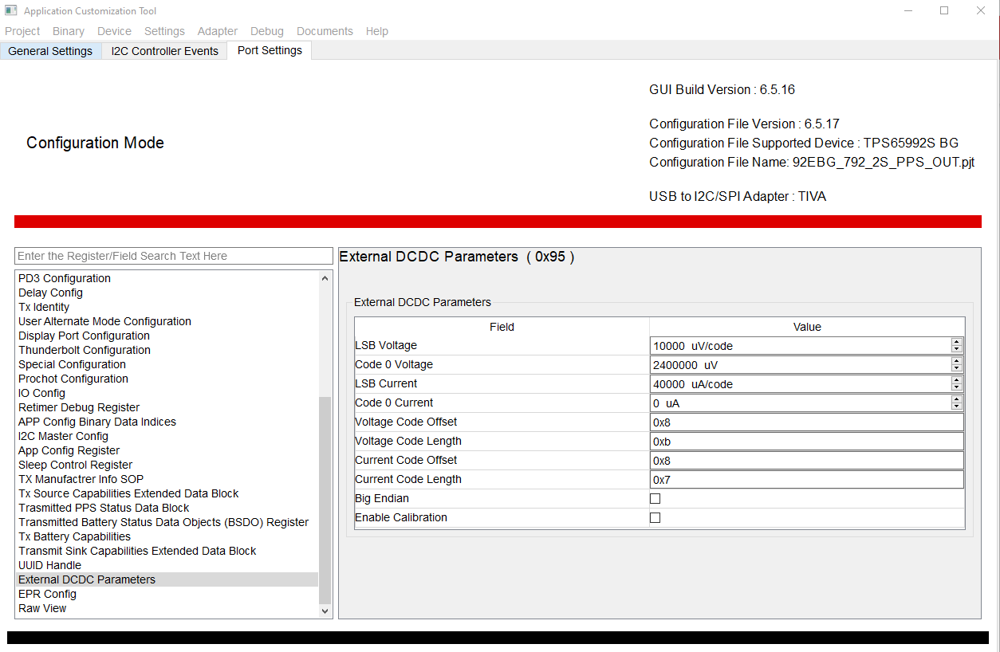 Application Customization Tool
Project Binary Device Settings Adapter Debug Documents Help
General Settings I2C Controller Events Port Settings
GUI Build Version : 6.5.16
Configuration File Version : 6.5.17
Configuration Mode
Configuration File Supported Device : TPS65992S BG
Configuration File Name: 92EBG_792_2S_PPS_OUT.pjt
USB to I2C/SPI Adapter : TIVA
Enter the Register/Field Search Text Here
PD3 Configuration
Delay Config
Tx Identity
User Alternate Mode Configuration
Display Port Configuration
Thunderbolt Configuration
Special Configuration
Prochot Configuration
IO Config
Retimer Debug Register
APP Config Binary Data Indices
I2C Master Config
App Config Register
Sleep Control Register
TX Manufactrer Info SOP
Tx Source Capabilities Extended Data Block
Trasmitted PPS Status Data Block
Transmitted Battery Status Data Objects (BSDO) Register
Tx Battery Capabilities
Transmit Sink Capabilities Extended Data Block
UUID Handle
External DCDC Parameters
EPR Config
Raw View
External DCDC Parameters ( 0x95 )
External DCDC Parameters
Field Value
LSB Voltage 10000 uV/code
Code 0 Voltage 2400000 uV
LSB Current 40000 uA/code
Code 0 Current 0 uA
Voltage Code Offset 0x8
Voltage Code Length 0xb
Current Code Offset 0x8
Current Code Length 0x7
Big Endian
Enable Calibration